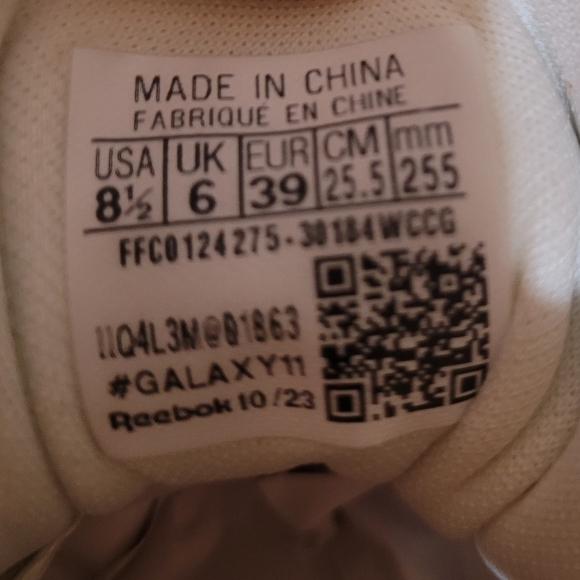 MADE IN CHINA
FABRIQUÉ EN CHINE
USA UK EUR CM mm
8½ 6 39 25.5 255
FFC0124275-30184WCCG
11Q4L3M@01863
#GALAXY11
Reebok 10/23